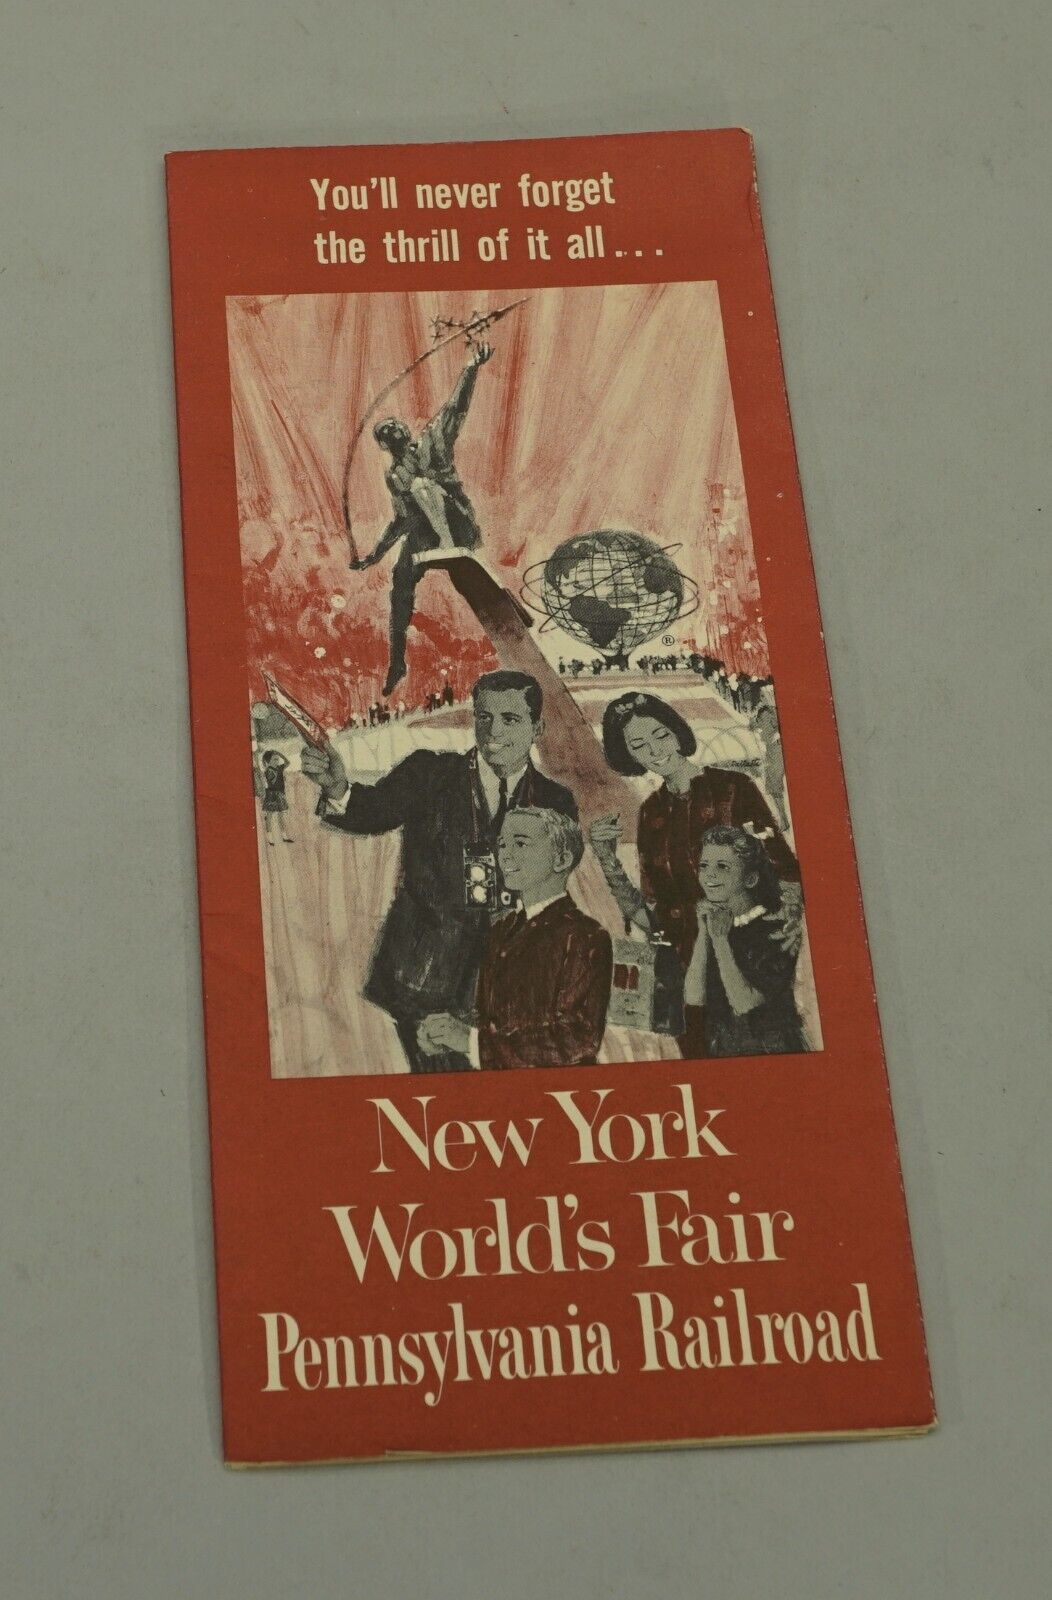 You'll never forget
the thrill of it all...
®
New York
World's Fair
Pennsylvania Railroad